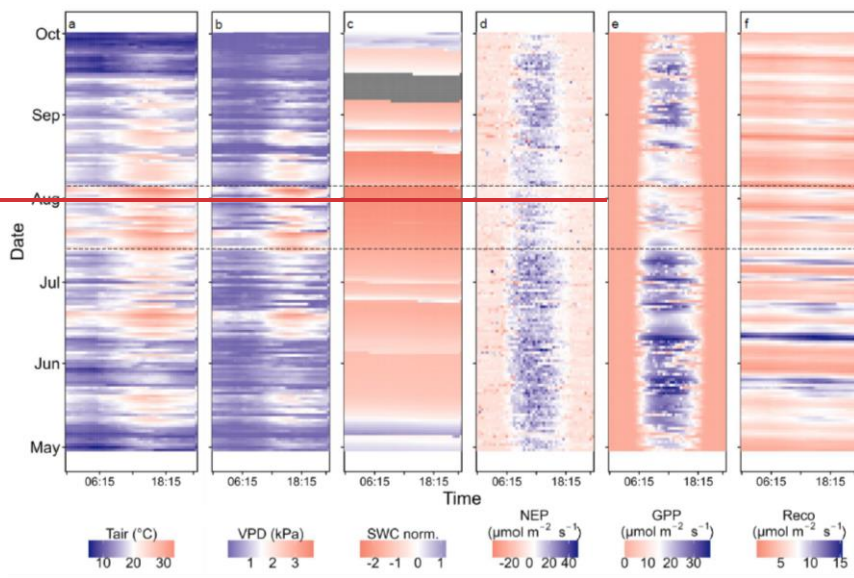 a b c d e f
Oct
Sep
Aug
Jul
Jun
May
Date
06:15 18:15 06:15 18:15 06:15 18:15 06:15 18:15 06:15 18:15 06:15 18:15
Time
Tair (°C) VPD (kPa) SWC norm. NEP (μmol m⁻² s⁻¹) GPP (μmol m⁻² s⁻¹) Reco (μmol m⁻² s⁻¹)
10 20 30 1 2 3 -2 -1 0 1 -20 0 20 40 0 10 20 30 5 10 15